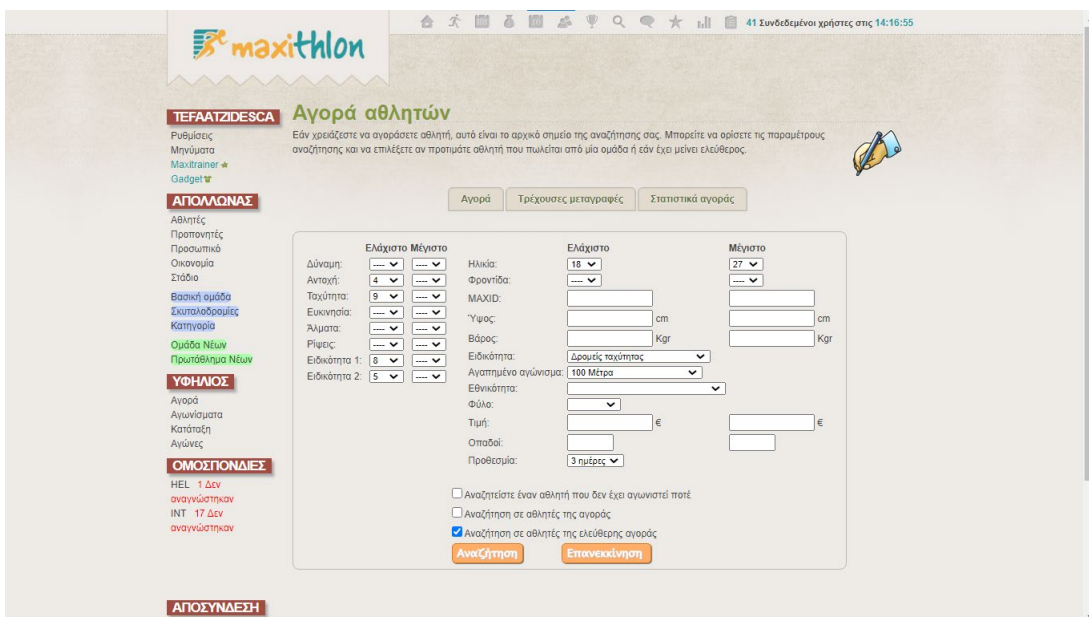 41 Συνδεδεμένοι χρήστες στις 14:16:55
maxithlon
TEFAATZIDESCA
Ρυθμίσεις
Μηνύματα
Maxitrainer
Gadget
ΑΠΟΛΛΩΝΑΣ
Αθλητές
Προπονητές
Προσωπικό
Οικονομία
Στάδιο
Βασική ομάδα
Σκυταλοδρομίες
Κατηγορία
Ομάδα Νέων
Πρωτάθλημα Νέων
ΥΦΗΛΙΟΣ
Αγορά
Αγωνίσματα
Κατάταξη
Αγώνες
ΟΜΟΣΠΟΝΔΙΕΣ
HEL 1 Δεν
αναγνώστηκαν
INT 17 Δεν
αναγνώστηκαν
ΑΠΟΣΥΝΔΕΣΗ
Αγορά αθλητών
Εάν χρειάζεστε να αγοράσετε αθλητή, αυτό είναι το αρχικό σημείο της αναζήτησης σας. Μπορείτε να ορίσετε τις παραμέτρους
αναζήτησης και να επιλέξετε αν προτιμάτε αθλητή που πωλείται από μία ομάδα ή εάν έχει μείνει ελεύθερος.
Αγορά Τρέχουσες μεταγραφές Στατιστικά αγοράς
Ελάχιστο Μέγιστο
Δύναμη: ---- ----
Αντοχή: 4 ----
Ταχύτητα: 9 ----
Ευκινησία: ---- ----
Άλματα: ---- ----
Ρίψεις: ---- ----
Ειδικότητα 1: 8 ----
Ειδικότητα 2: 5 ----
Ελάχιστο Μέγιστο
Ηλικία: 18 27
Φροντίδα: ---- ----
MAXID:
Ύψος: cm cm
Βάρος: Kgr Kgr
Ειδικότητα: Δρομείς ταχύτητας
Αγαπημένο αγώνισμα: 100 Μέτρα
Εθνικότητα:
Φύλο:
Τιμή: € €
Οπαδοί:
Προθεσμία: 3 ημέρες
Αναζητείστε έναν αθλητή που δεν έχει αγωνιστεί ποτέ
Αναζήτηση σε αθλητές της αγοράς
Αναζήτηση σε αθλητές της ελεύθερης αγοράς
Αναζήτηση Επανεκκίνηση